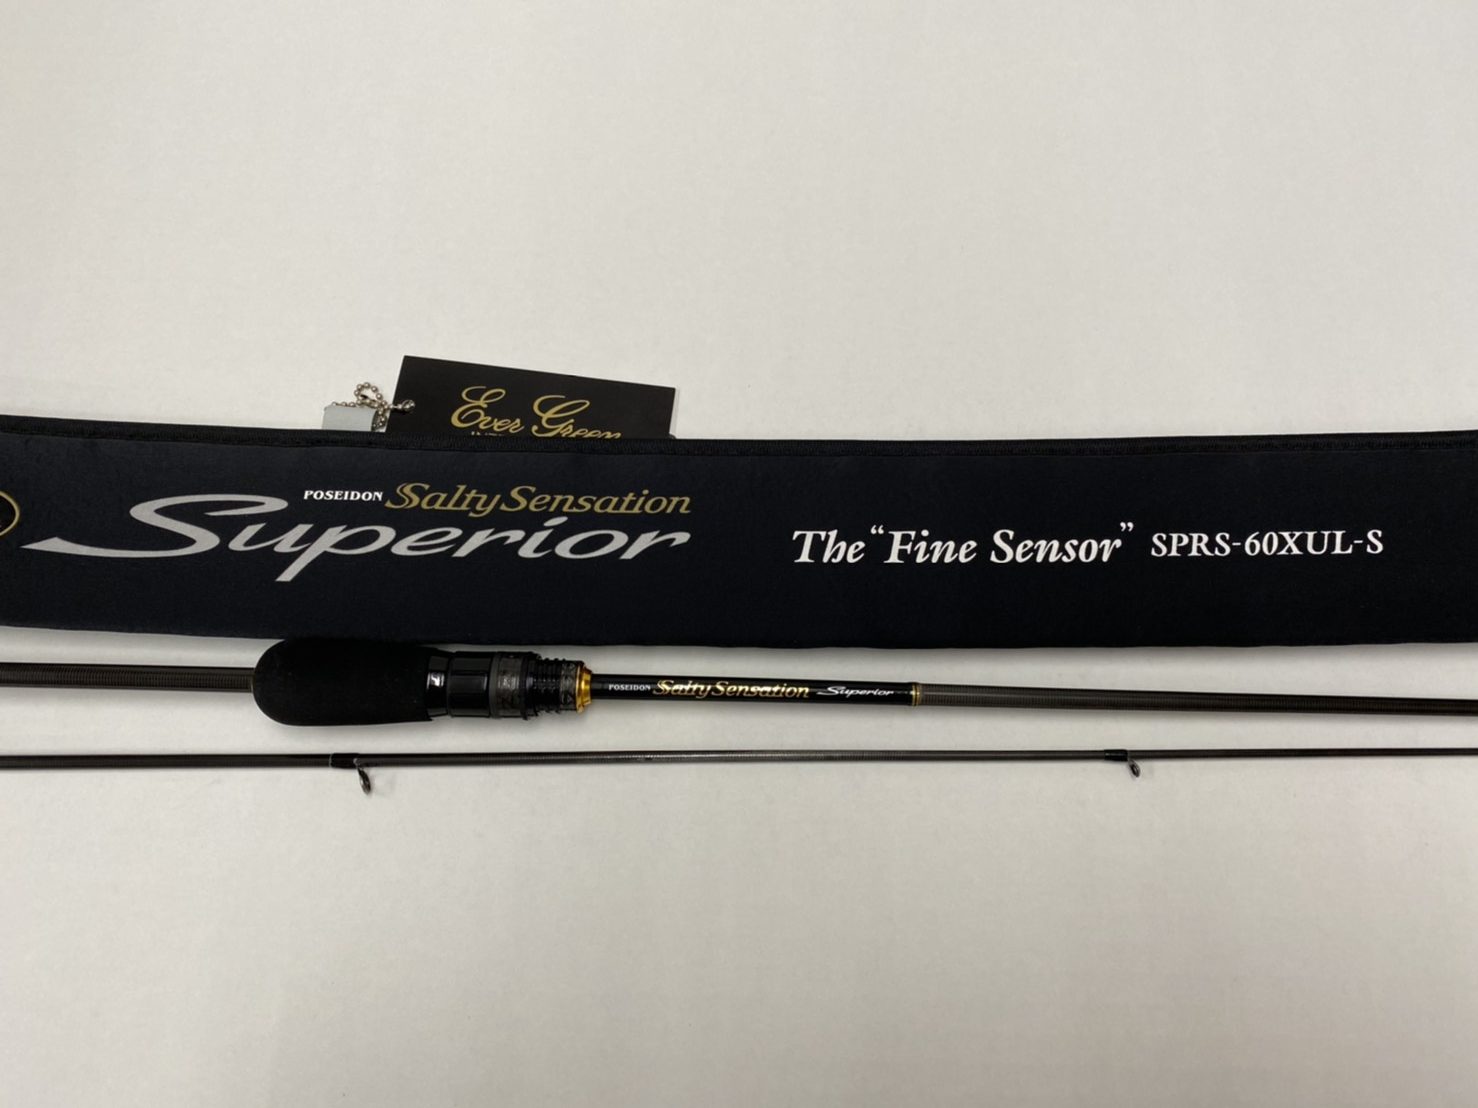 Ever Green
POSEIDON Salty Sensation
Superior
The "Fine Sensor" SPRS-60XUL-S
POSEIDON Salty Sensation Superior